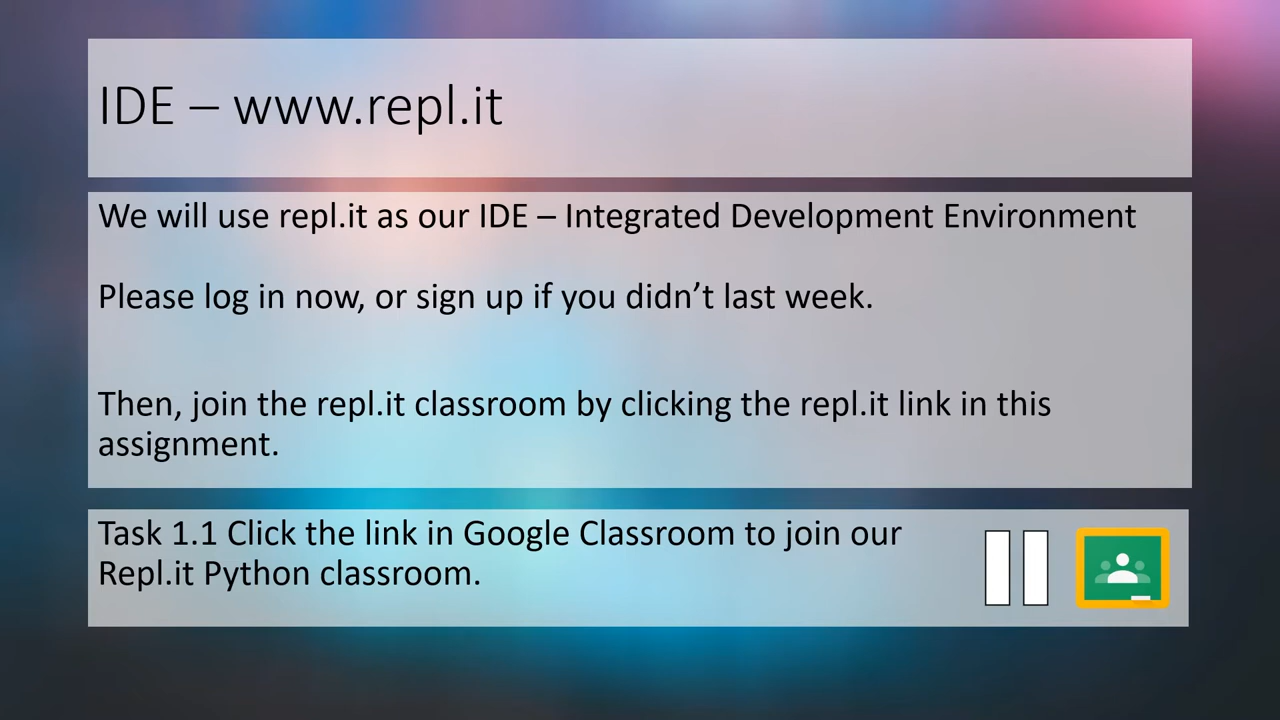 IDE – www.repl.it
We will use repl.it as our IDE – Integrated Development Environment
Please log in now, or sign up if you didn’t last week.
Then, join the repl.it classroom by clicking the repl.it link in this
assignment.
Task 1.1 Click the link in Google Classroom to join our
Repl.it Python classroom.